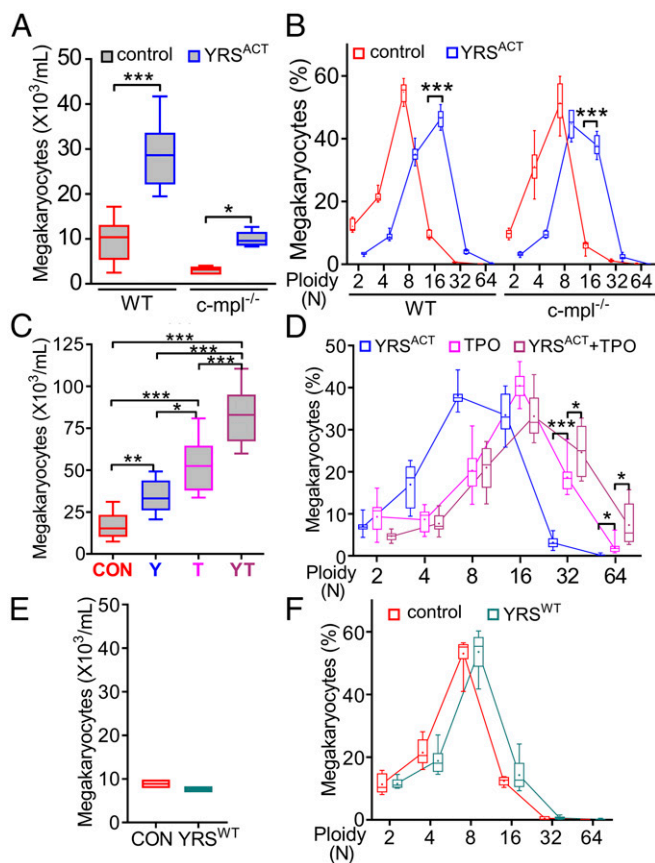 A
B
control
YRS^ACT
control
YRS^ACT
Megakaryocytes (X10^3/mL)
50
40
30
20
10
0
***
*
WT
c-mpl^-/-
Megakaryocytes (%)
60
40
20
0
***
***
Ploidy
(N)
2 4 8 16 32 64
2 4 8 16 32 64
WT
c-mpl^-/-
C
D
Megakaryocytes (X10^3/mL)
125
100
75
50
25
0
***
***
***
***
*
**
CON Y T YT
YRS^ACT
TPO
YRS^ACT+TPO
Megakaryocytes (%)
50
40
30
20
10
0
*
***
*
*
Ploidy
(N)
2 4 8 16 32 64
E
F
Megakaryocytes (X10^3/mL)
50
40
30
20
10
0
CON YRS^WT
control
YRS^WT
Megakaryocytes (%)
60
40
20
0
Ploidy
(N)
2 4 8 16 32 64